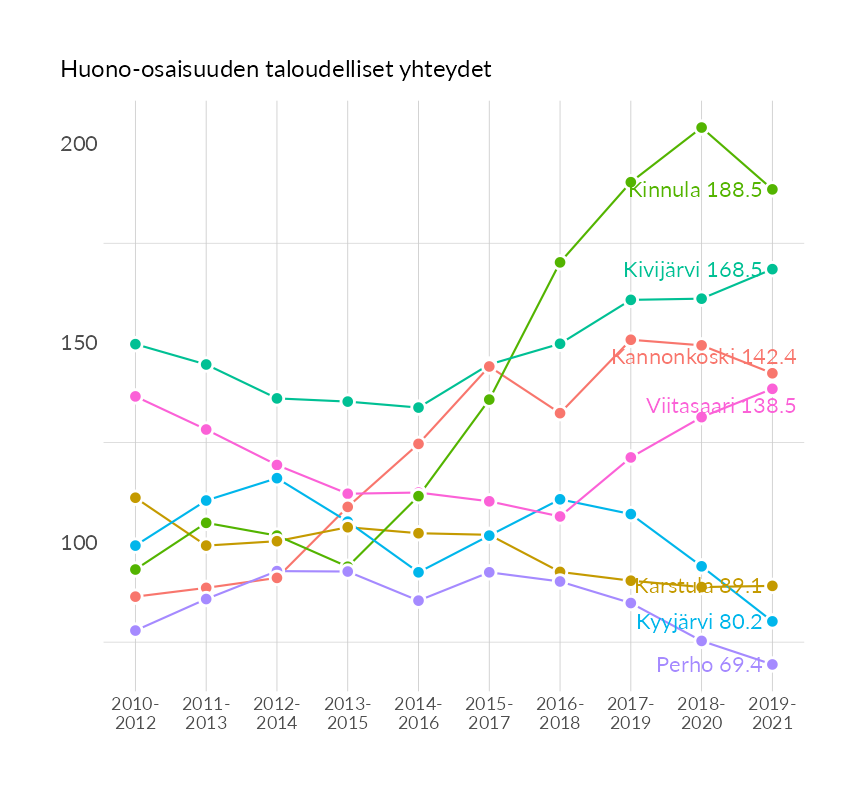 Huono-osaisuuden taloudelliset yhteydet
200
Kinnula 188.5
Kivijärvi 168.5
150
Kannonkoski 142.4
Viitasaari 138.5
100
Karstula 89.1
Kyyjärvi 80.2
Perho 69.4
2010- 2011- 2012- 2013- 2014- 2015- 2016- 2017- 2018- 2019-
2012 2013 2014 2015 2016 2017 2018 2019 2020 2021